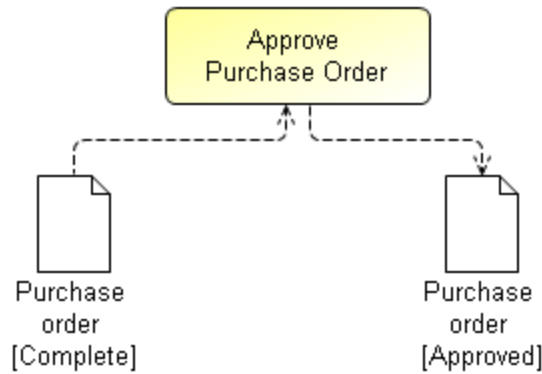 Approve
Purchase Order
Purchase
order
[Complete]
Purchase
order
[Approved]